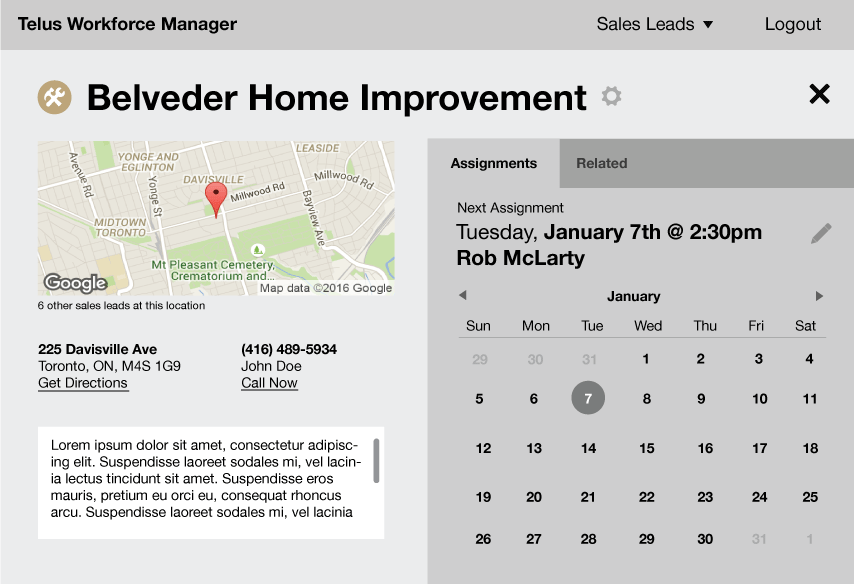 Telus Workforce Manager
Sales Leads
Logout
Belveder Home Improvement
LEASIDE
YONGE AND
EGLINTON
Avenue Rd
Yonge St
DAVISVILLE
Millwood Rd
Millwood Rd
Bayview Ave
MIDTOWN
TORONTO
Mt Pleasant Cemetery,
Crematorium and...
Google
Map data ©2016 Google
6 other sales leads at this location
225 Davisville Ave
Toronto, ON, M4S 1G9
Get Directions
(416) 489-5934
John Doe
Call Now
Lorem ipsum dolor sit amet, consectetur adipisc-
ing elit. Suspendisse laoreet sodales mi, vel lacin-
ia lectus tincidunt sit amet. Suspendisse eros
mauris, pretium eu orci eu, consequat rhoncus
arcu. Suspendisse laoreet sodales mi, vel lacinia
Assignments
Related
Next Assignment
Tuesday, January 7th @ 2:30pm
Rob McLarty
January
Sun Mon Tue Wed Thu Fri Sat
29 30 31 1 2 3 4
5 6 7 8 9 10 11
12 13 14 15 16 17 18
19 20 21 22 23 24 25
26 27 28 29 30 31 1